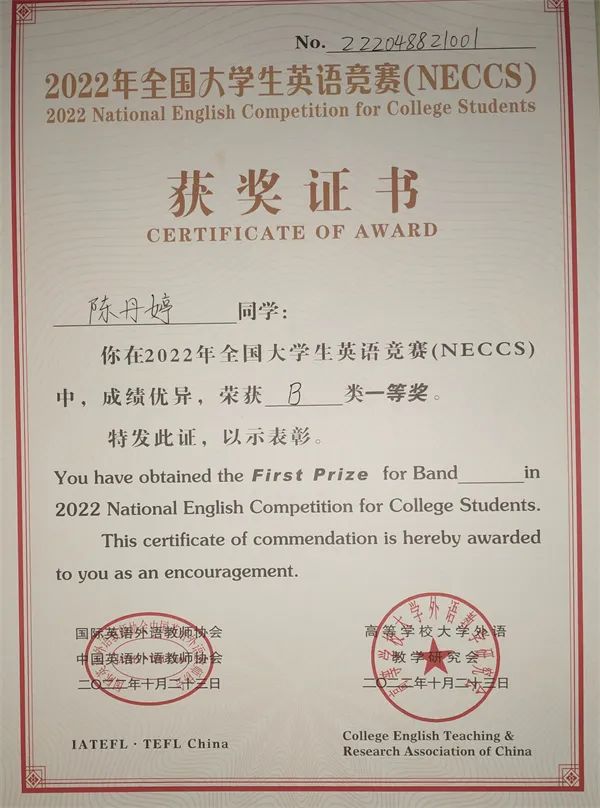 No. 222048821001
2022年全国大学生英语竞赛(NECCS)
2022 National English Competition for College Students
获奖证书
CERTIFICATE OF AWARD
陈丹婷 同学:
你在2022年全国大学生英语竞赛(NECCS)
中，成绩优异，荣获 B 类一等奖。
特发此证，以示表彰。
You have obtained the First Prize for Band______in
2022 National English Competition for College Students.
This certificate of commendation is hereby awarded
to you as an encouragement.
国际英语外语教师协会
中国英语外语教师协会
二〇二二年十月二十三日
IATEFL · TEFL China
高等学校大学外语
教学研究会
二〇二二年十月二十三日
College English Teaching &
Research Association of China